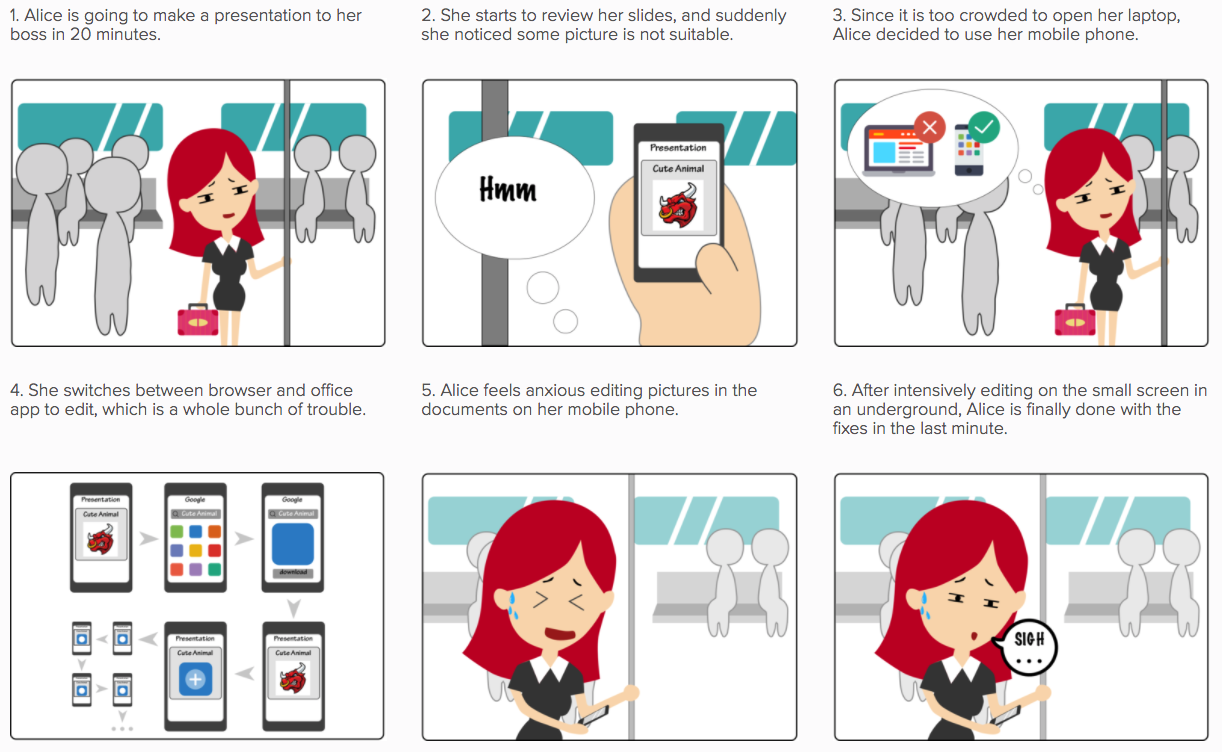 1. Alice is going to make a presentation to her
boss in 20 minutes.
2. She starts to review her slides, and suddenly
she noticed some picture is not suitable.
3. Since it is too crowded to open her laptop,
Alice decided to use her mobile phone.
Hmm
Presentation
Cute Animal
4. She switches between browser and office
app to edit, which is a whole bunch of trouble.
5. Alice feels anxious editing pictures in the
documents on her mobile phone.
6. After intensively editing on the small screen in
an underground, Alice is finally done with the
fixes in the last minute.
Presentation
Cute Animal
Google
Cute Animal
Google
Cute Animal
download
Presentation
Cute Animal
Presentation
Cute Animal
SIGH
...